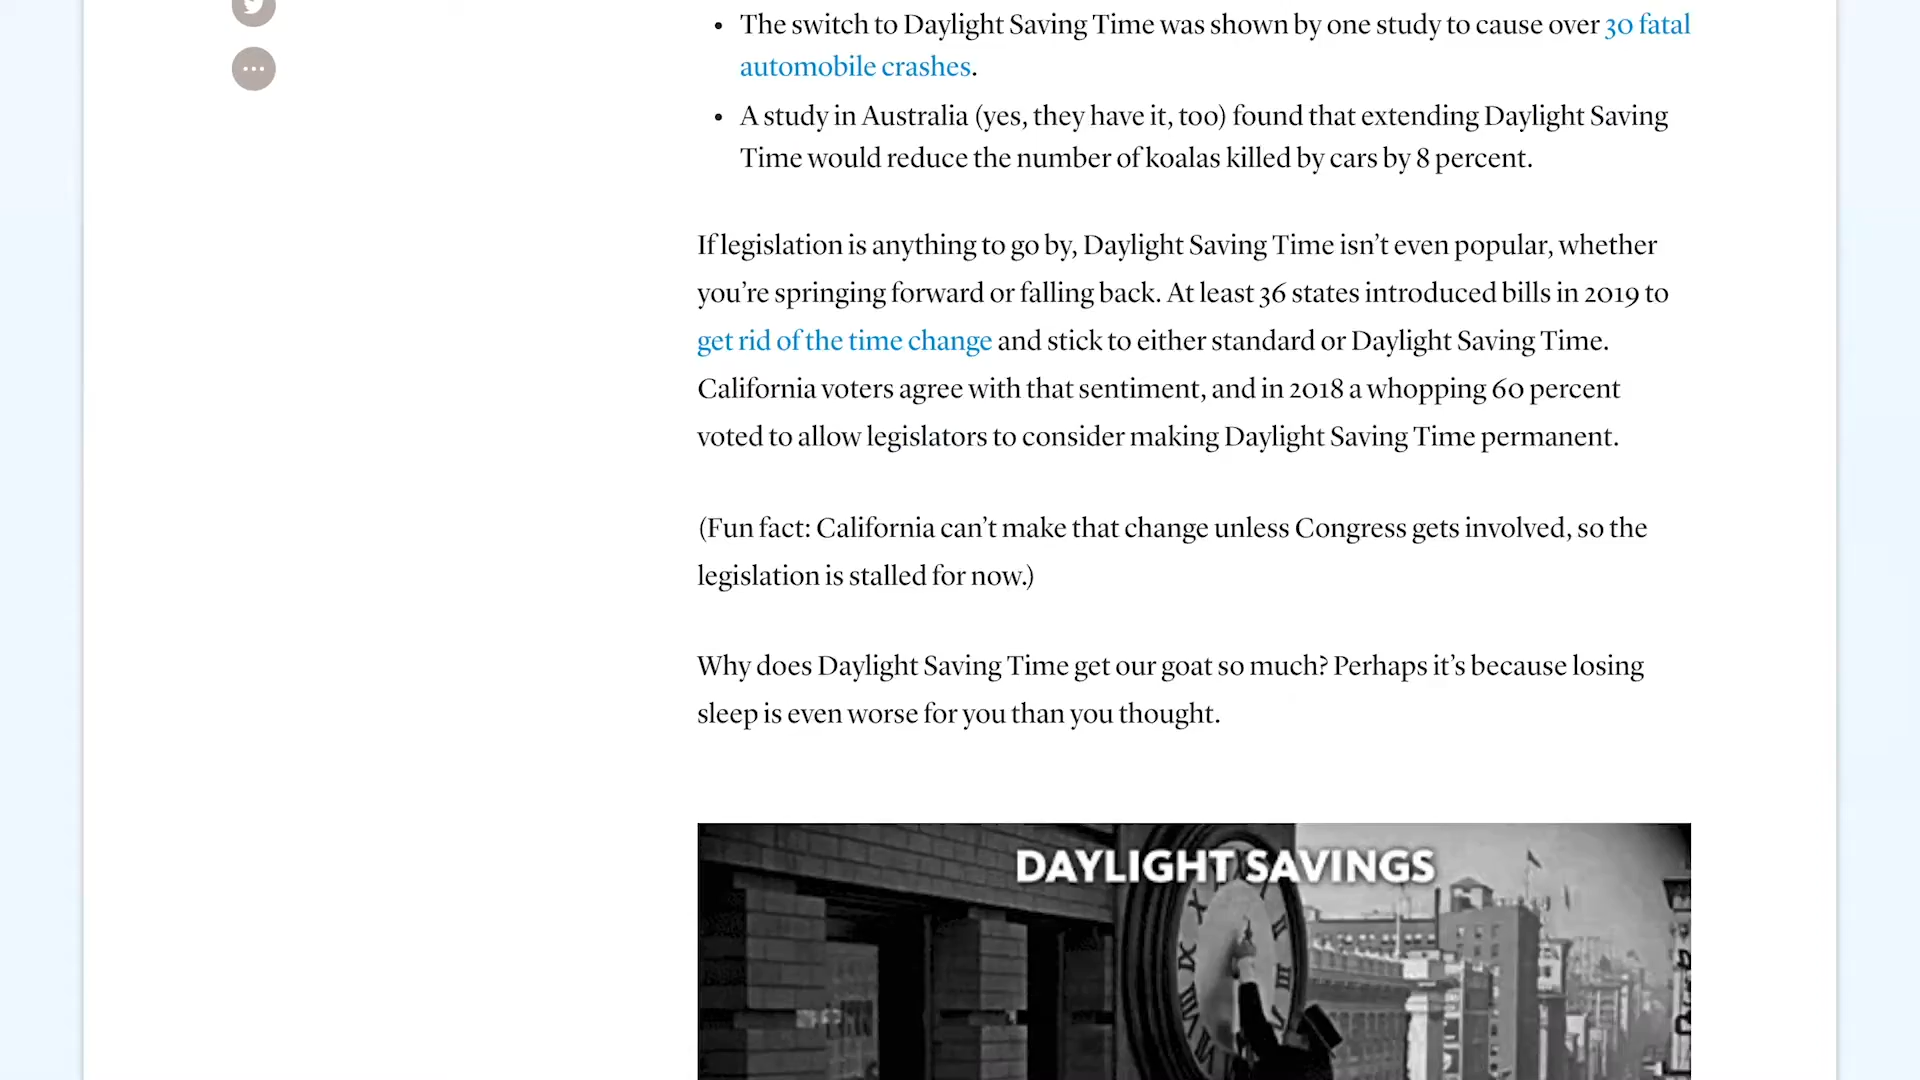 • The switch to Daylight Saving Time was shown by one study to cause over 30 fatal
automobile crashes.
• A study in Australia (yes, they have it, too) found that extending Daylight Saving
Time would reduce the number of koalas killed by cars by 8 percent.
If legislation is anything to go by, Daylight Saving Time isn’t even popular, whether
you’re springing forward or falling back. At least 36 states introduced bills in 2019 to
get rid of the time change and stick to either standard or Daylight Saving Time.
California voters agree with that sentiment, and in 2018 a whopping 60 percent
voted to allow legislators to consider making Daylight Saving Time permanent.
(Fun fact: California can’t make that change unless Congress gets involved, so the
legislation is stalled for now.)
Why does Daylight Saving Time get our goat so much? Perhaps it’s because losing
sleep is even worse for you than you thought.
DAYLIGHT SAVINGS